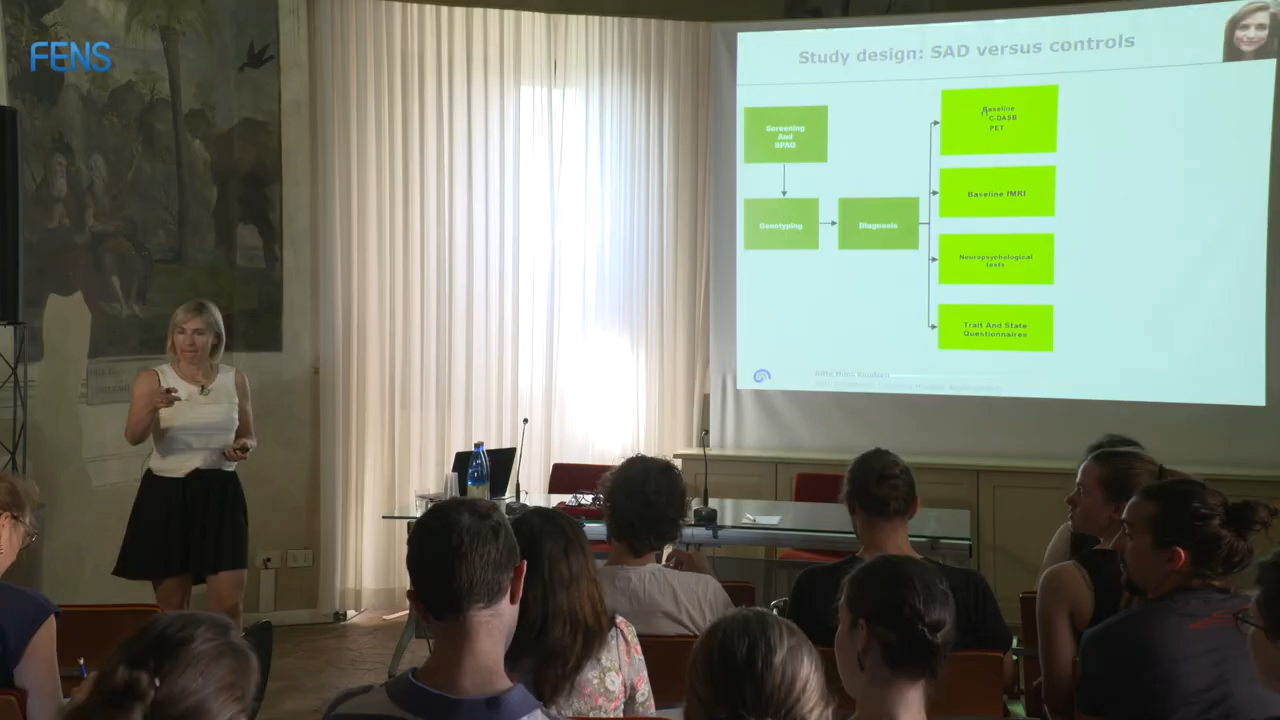 FENS
Study design: SAD versus controls
Screening
And
SPAQ
Genotyping
Diagnosis
Baseline
C-DASB
PET
Baseline fMRI
Neuropsychological
tests
Trait And State
Questionnaires